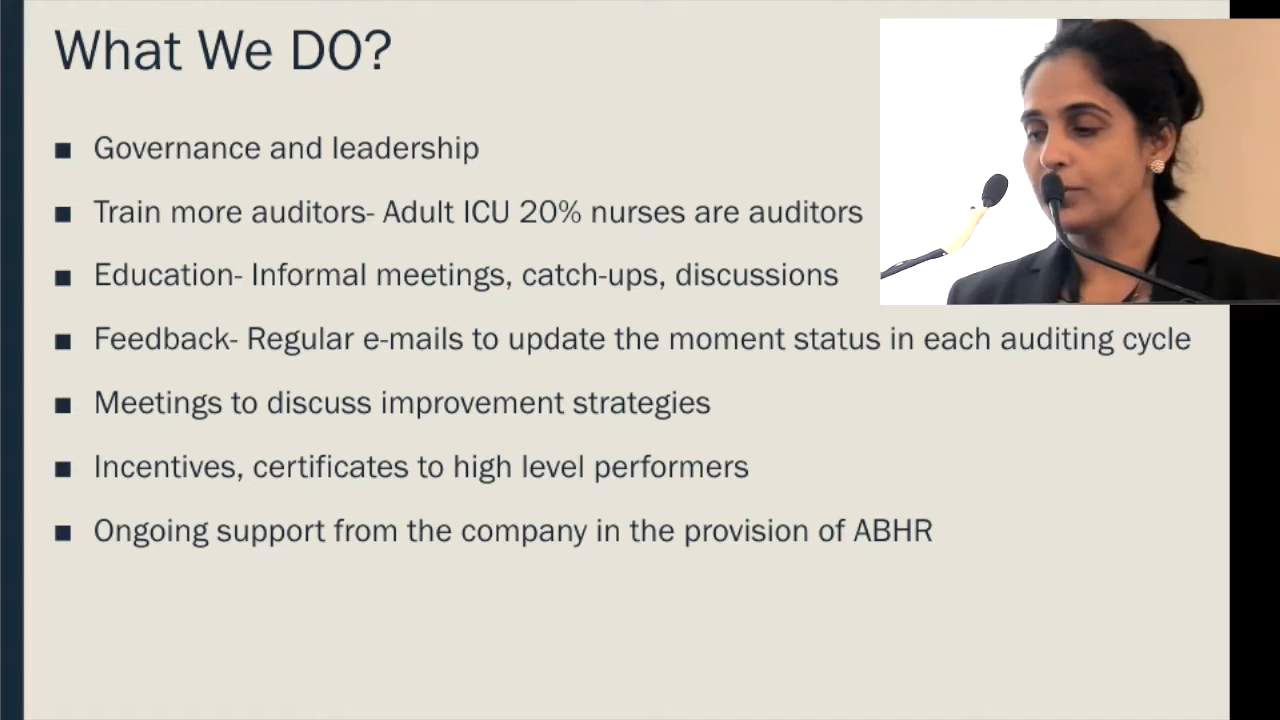 What We DO?
Governance and leadership
Train more auditors- Adult ICU 20% nurses are auditors
Education- Informal meetings, catch-ups, discussions
Feedback- Regular e-mails to update the moment status in each auditing cycle
Meetings to discuss improvement strategies
Incentives, certificates to high level performers
Ongoing support from the company in the provision of ABHR